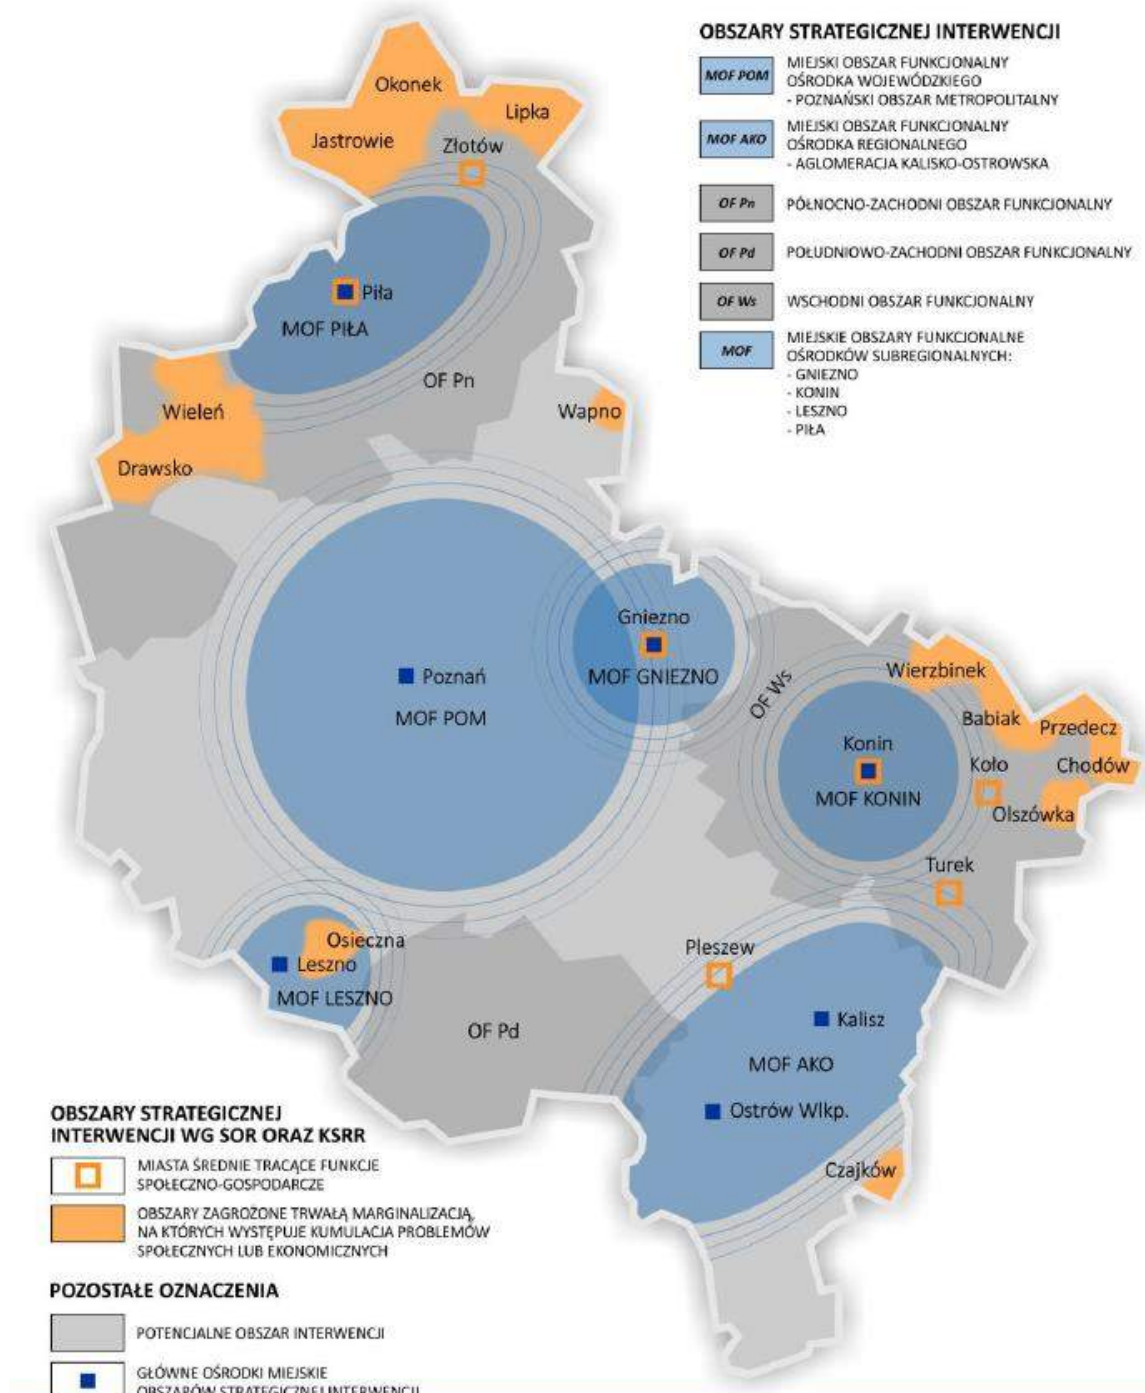 OBSZARY STRATEGICZNEJ INTERWENCJI
MOF POM
MIEJSKI OBSZAR FUNKCJONALNY
OŚRODKA WOJEWÓDZKIEGO
- POZNAŃSKI OBSZAR METROPOLITALNY
MOF AKO
MIEJSKI OBSZAR FUNKCJONALNY
OŚRODKA REGIONALNEGO
- AGLOMERACJA KALISKO-OSTROWSKA
OF Pn
PÓŁNOCNO-ZACHODNI OBSZAR FUNKCJONALNY
OF Pd
POŁUDNIOWO-ZACHODNI OBSZAR FUNKCJONALNY
OF Ws
WSCHODNI OBSZAR FUNKCJONALNY
MOF
MIEJSKIE OBSZARY FUNKCJONALNE
OŚRODKÓW SUBREGIONALNYCH:
- GNIEZNO
- KONIN
- LESZNO
- PIŁA
Okonek
Lipka
Jastrowie
Złotów
Piła
MOF PIŁA
OF Pn
Wieleń
Wapno
Drawsko
Gniezno
MOF GNIEZNO
Poznań
MOF POM
OF Ws
Wierzbinek
Babiak
Przedecz
Konin
Koło
Chodów
MOF KONIN
Olszówka
Turek
Osieczna
Leszno
MOF LESZNO
Pleszew
OF Pd
Kalisz
MOF AKO
Ostrów Wlkp.
Czajków
OBSZARY STRATEGICZNEJ
INTERWENCJI WG SOR ORAZ KSRR
MIASTA ŚREDNIE TRACĄCE FUNKCJE
SPOŁECZNO-GOSPODARCZE
OBSZARY ZAGROŻONE TRWAŁĄ MARGINALIZACJĄ,
NA KTÓRYCH WYSTĘPUJE KUMULACJA PROBLEMÓW
SPOŁECZNYCH LUB EKONOMICZNYCH
POZOSTAŁE OZNACZENIA
POTENCJALNE OBSZAR INTERWENCJI
GŁÓWNE OŚRODKI MIEJSKIE
OBSZARÓW STRATEGICZNEJ INTERWENCJI